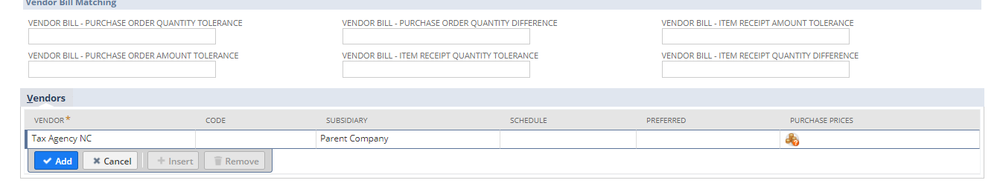 Vendor Bill Matching
VENDOR BILL - PURCHASE ORDER QUANTITY TOLERANCE VENDOR BILL - PURCHASE ORDER QUANTITY DIFFERENCE VENDOR BILL - ITEM RECEIPT AMOUNT TOLERANCE
VENDOR BILL - PURCHASE ORDER AMOUNT TOLERANCE VENDOR BILL - ITEM RECEIPT QUANTITY TOLERANCE VENDOR BILL - ITEM RECEIPT QUANTITY DIFFERENCE
Vendors
VENDOR * CODE SUBSIDIARY SCHEDULE PREFERRED PURCHASE PRICES
Tax Agency NC Parent Company
Add Cancel Insert Remove